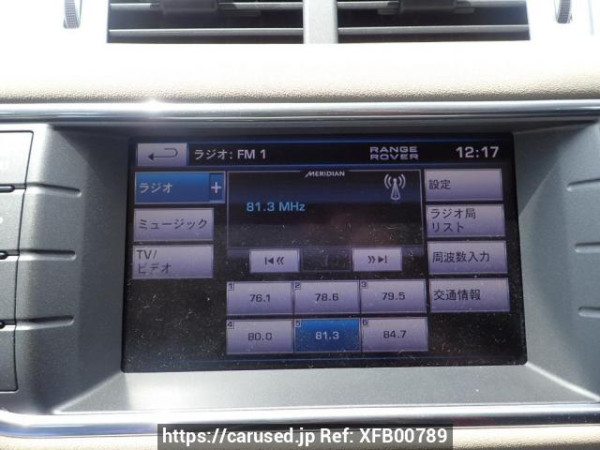 ラジオ: FM 1
RANGE ROVER
12:17
ラジオ +
MERIDIAN
設定
81.3 MHz
ミュージック
ラジオ局
リスト
TV/
ビデオ
周波数入力
1 76.1
2 78.6
3 79.5
交通情報
4 80.0
5 81.3
6 84.7
https://carused.jp Ref: XFB00789